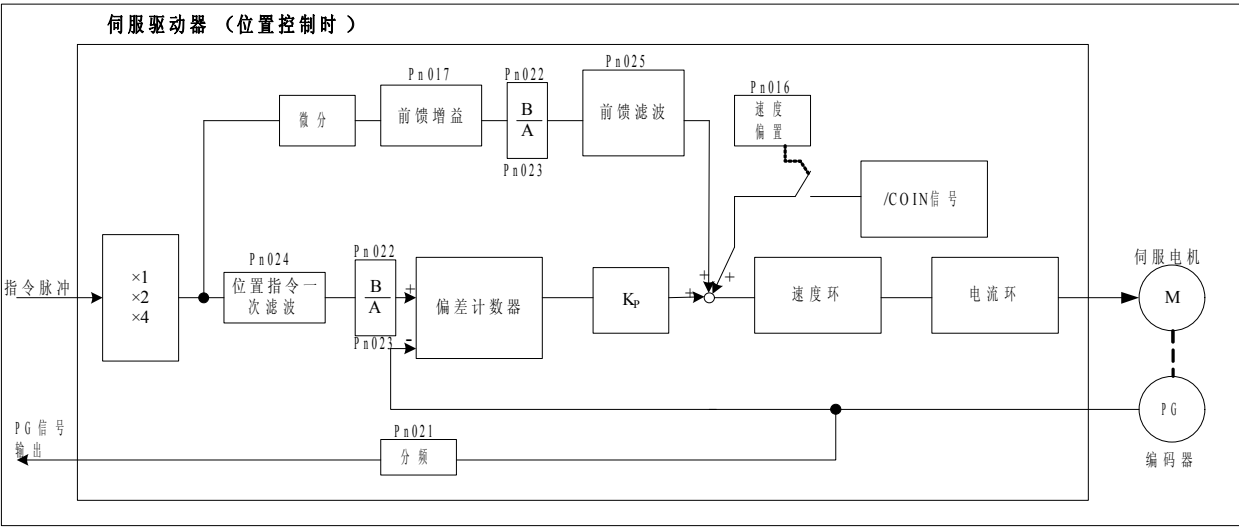 伺服驱动器 （位置控制时 ）
Pn017
Pn022
Pn025
Pn016
微分
前馈增益
B
A
前馈滤波
速度
偏置
Pn023
/COIN信号
指令脉冲
×1
×2
×4
Pn024
位置指令一
次滤波
Pn022
B
A
Pn023
+
-
偏差计数器
KP
+
+
+
速度环
电流环
伺服电机
M
PG
编码器
PG信号
输出
Pn021
分频